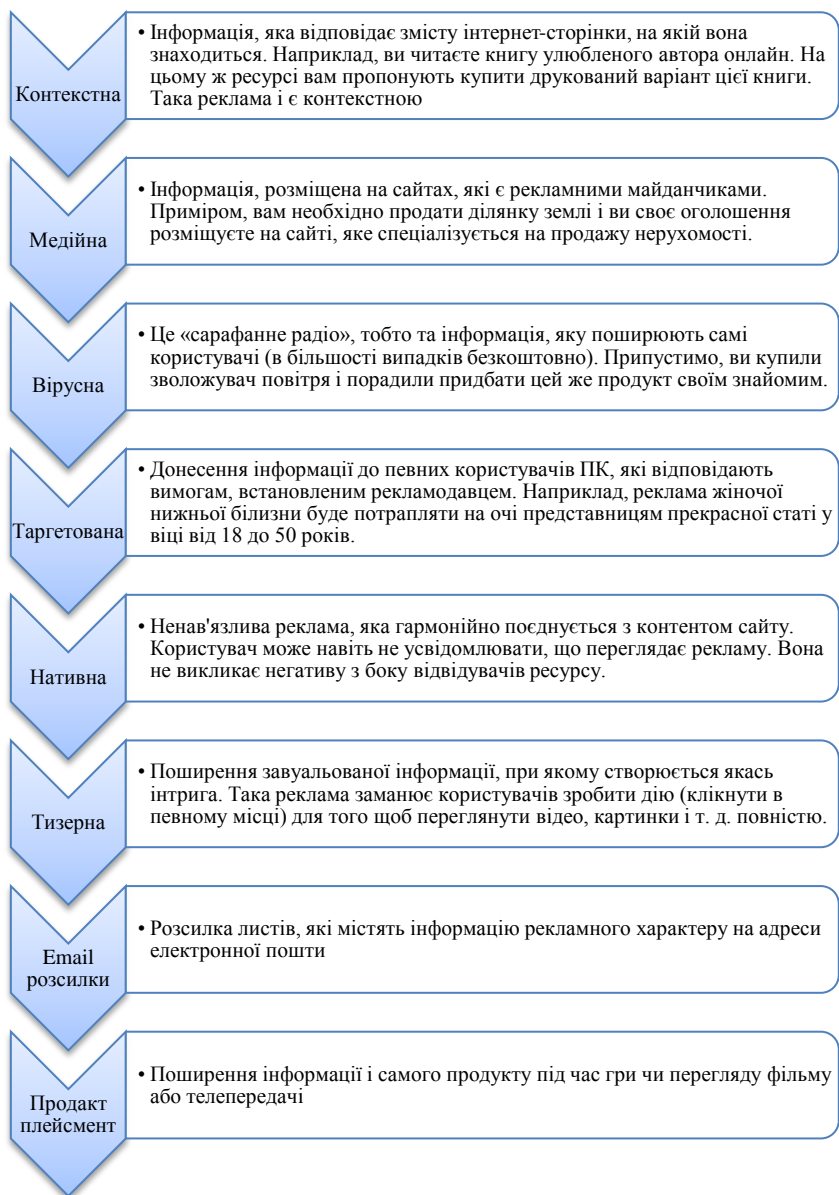 Контекстна
• Інформація, яка відповідає змісту інтернет-сторінки, на якій вона
знаходиться. Наприклад, ви читаєте книгу улюбленого автора онлайн. На
цьому ж ресурсі вам пропонують купити друкований варіант цієї книги.
Така реклама і є контекстною
Медійна
• Інформація, розміщена на сайтах, які є рекламними майданчиками.
Приміром, вам необхідно продати ділянку землі і ви своє оголошення
розміщуєте на сайті, яке спеціалізується на продажу нерухомості.
Вірусна
• Це «сарафанне радіо», тобто та інформація, яку поширюють самі
користувачі (в більшості випадків безкоштовно). Припустимо, ви купили
зволожувач повітря і порадили придбати цей же продукт своїм знайомим.
Таргетована
• Донесення інформації до певних користувачів ПК, які відповідають
вимогам, встановленим рекламодавцем. Наприклад, реклама жіночої
нижньої білизни буде потрапляти на очі представницям прекрасної статі у
віці від 18 до 50 років.
Нативна
• Ненав'язлива реклама, яка гармонійно поєднується з контентом сайту.
Користувач може навіть не усвідомлювати, що переглядає рекламу. Вона
не викликає негативу з боку відвідувачів ресурсу.
Тизерна
• Поширення завуальованої інформації, при якому створюється якась
інтрига. Така реклама заманює користувачів зробити дію (клікнути в
певному місці) для того щоб переглянути відео, картинки і т. д. повністю.
Email
розсилки
• Розсилка листів, які містять інформацію рекламного характеру на адреси
електронної пошти
Продакт
плейсмент
• Поширення інформації і самого продукту під час гри чи перегляду фільму
або телепередачі